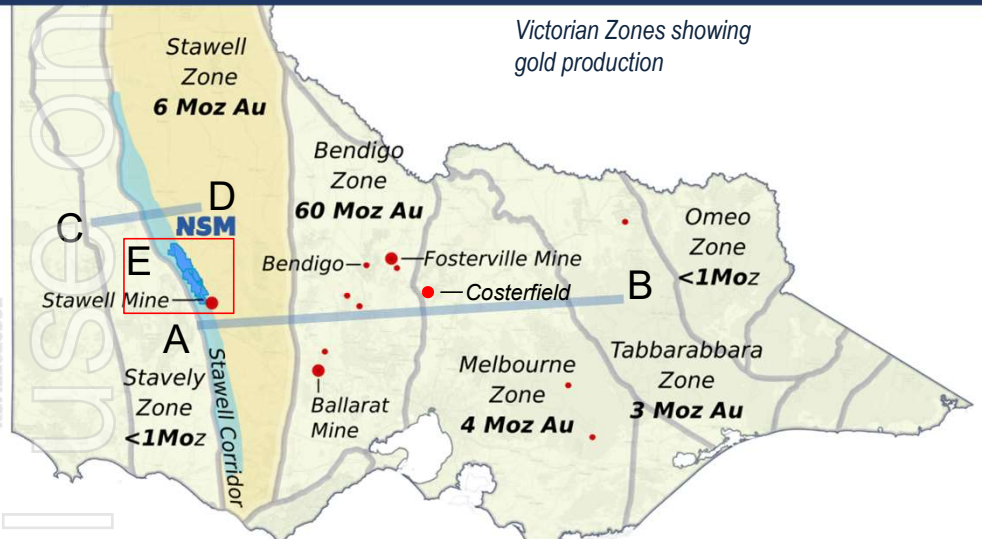 Victorian Zones showing
gold production
Stawell
Zone
6 Moz Au
Bendigo
Zone
60 Moz Au
D
C
NSM
Omeo
Zone
<1Moz
E
Bendigo
Fosterville Mine
Costerfield
B
Stawell Mine
A
Stawell Corridor
Stavely
Zone
<1Moz
Ballarat
Mine
Melbourne
Zone
4 Moz Au
Tabbarabbara
Zone
3 Moz Au
use on